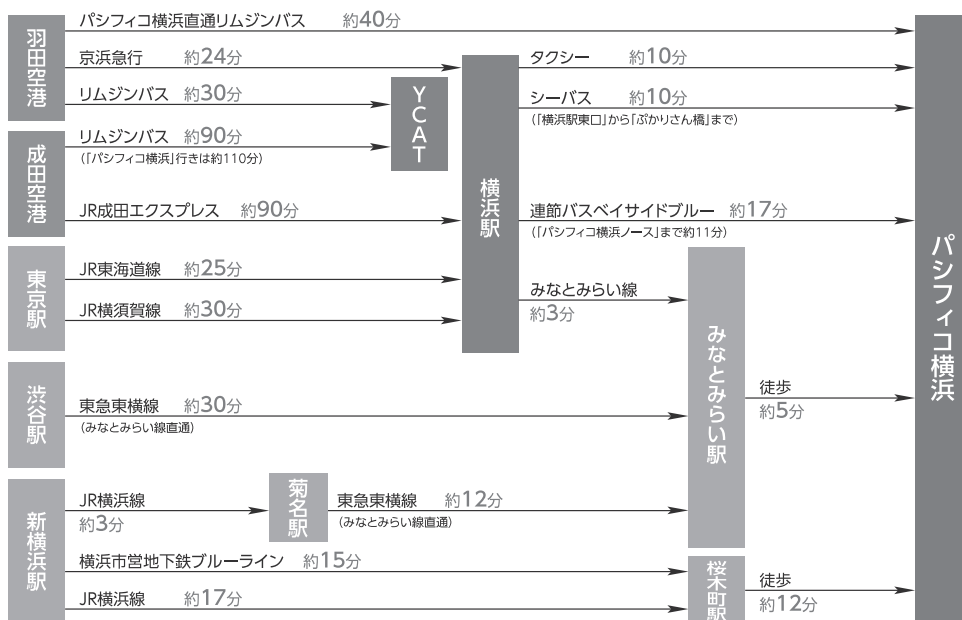 羽田空港
パシフィコ横浜直通リムジンバス 約40分
京浜急行 約24分
リムジンバス 約30分
成田空港
リムジンバス 約90分
(「パシフィコ横浜」行きは約110分)
JR成田エクスプレス 約90分
YCAT
東京駅
JR東海道線 約25分
JR横須賀線 約30分
横浜駅
タクシー 約10分
シーバス 約10分
(「横浜駅東口」から「ぷかりさん橋」まで)
連節バスベイサイドブルー 約17分
(「パシフィコ横浜ノース」まで約11分)
みなとみらい線
約3分
渋谷駅
東急東横線 約30分
(みなとみらい線直通)
新横浜駅
JR横浜線
約3分
菊名駅
東急東横線 約12分
(みなとみらい線直通)
横浜市営地下鉄ブルーライン 約15分
JR横浜線 約17分
みなとみらい駅
徒歩
約5分
桜木町駅
徒歩
約12分
パシフィコ横浜